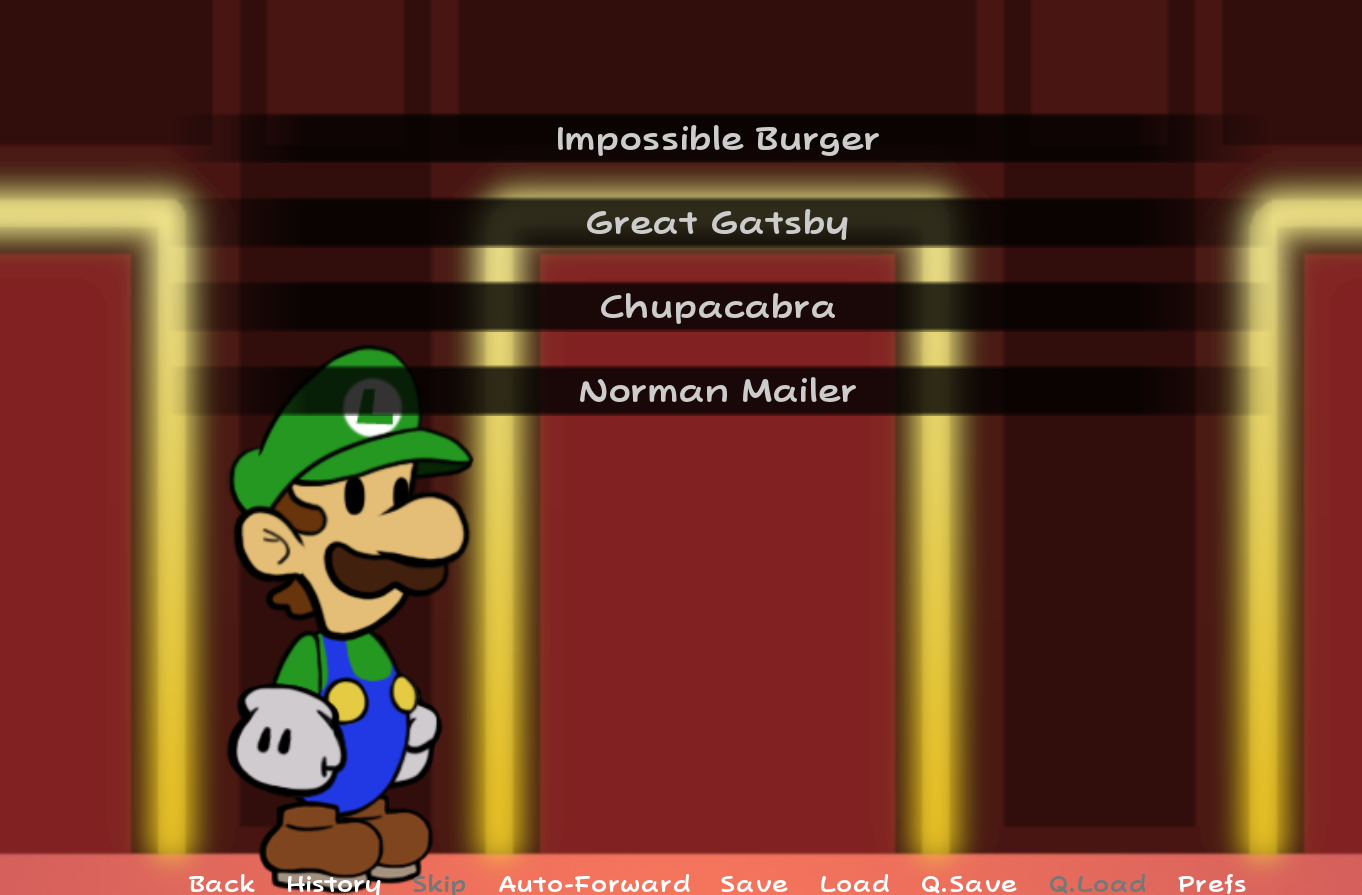 Impossible Burger
Great Gatsby
Chupacabra
Norman Mailer
L
Back History Skip Auto-Forward Save Load Q.Save Q.Load Prefs